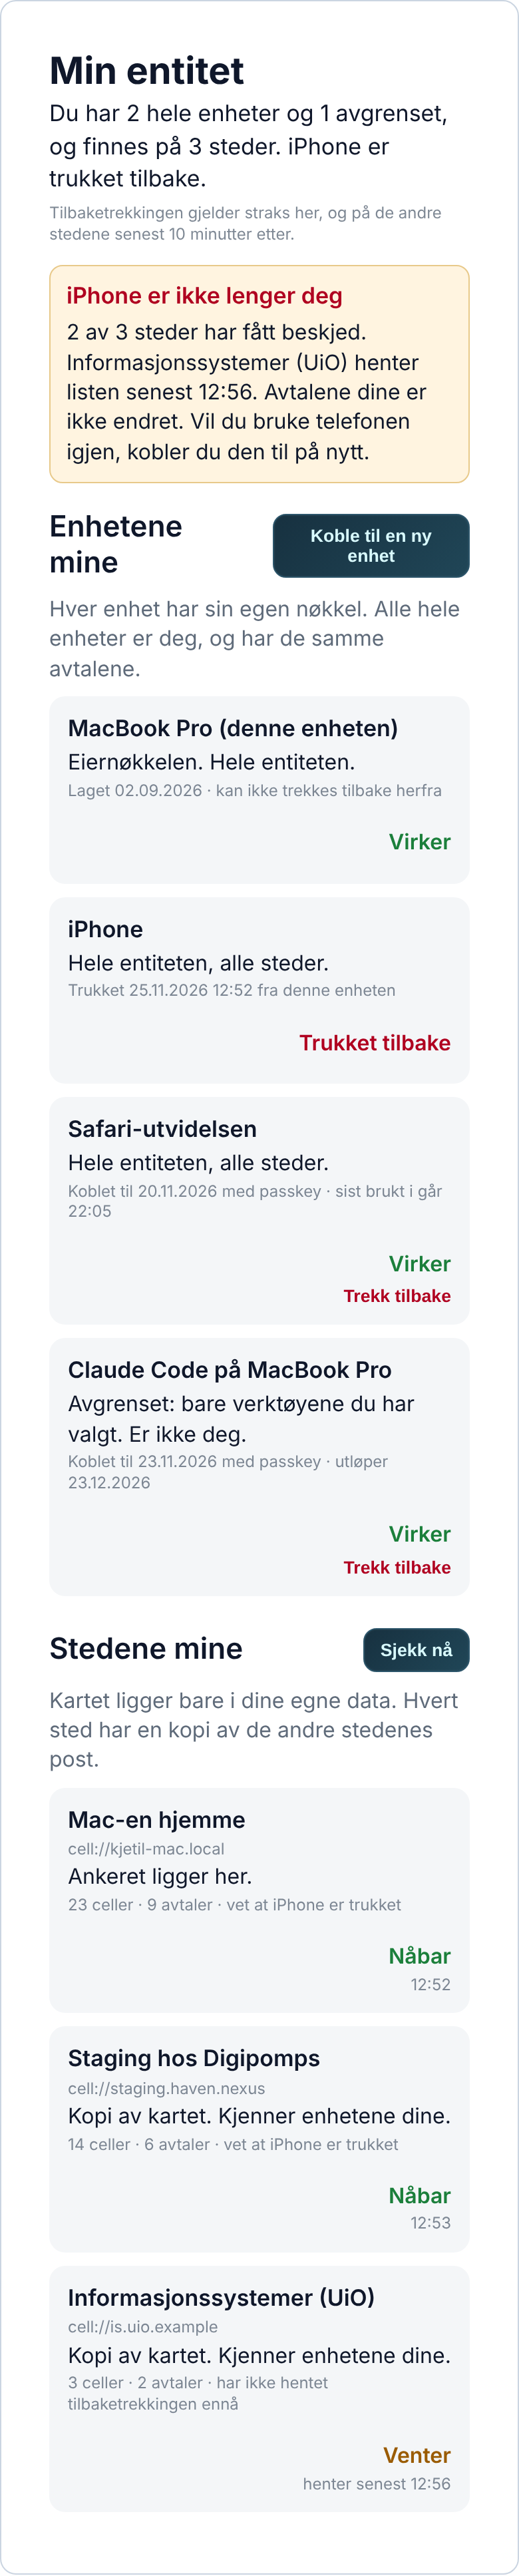 Min entitet
Du har 2 hele enheter og 1 avgrenset,
og finnes på 3 steder. iPhone er
trukket tilbake.
Tilbaketrekkingen gjelder straks her, og på de andre
stedene senest 10 minutter etter.
iPhone er ikke lenger deg
2 av 3 steder har fått beskjed.
Informasjonssystemer (UiO) henter
listen senest 12:56. Avtalene dine er
ikke endret. Vil du bruke telefonen
igjen, kobler du den til på nytt.
Enhetene
mine
Koble til en ny
enhet
Hver enhet har sin egen nøkkel. Alle hele
enheter er deg, og har de samme
avtalene.
MacBook Pro (denne enheten)
Eiernøkkelen. Hele entiteten.
Laget 02.09.2026 · kan ikke trekkes tilbake herfra
Virker
iPhone
Hele entiteten, alle steder.
Trukket 25.11.2026 12:52 fra denne enheten
Trukket tilbake
Safari-utvidelsen
Hele entiteten, alle steder.
Koblet til 20.11.2026 med passkey · sist brukt i går
22:05
Virker
Trekk tilbake
Claude Code på MacBook Pro
Avgrenset: bare verktøyene du har
valgt. Er ikke deg.
Koblet til 23.11.2026 med passkey · utløper
23.12.2026
Virker
Trekk tilbake
Stedene mine
Sjekk nå
Kartet ligger bare i dine egne data. Hvert
sted har en kopi av de andre stedenes
post.
Mac-en hjemme
cell://kjetil-mac.local
Ankeret ligger her.
23 celler · 9 avtaler · vet at iPhone er trukket
Nåbar
12:52
Staging hos Digipomps
cell://staging.haven.nexus
Kopi av kartet. Kjenner enhetene dine.
14 celler · 6 avtaler · vet at iPhone er trukket
Nåbar
12:53
Informasjonssystemer (UiO)
cell://is.uio.example
Kopi av kartet. Kjenner enhetene dine.
3 celler · 2 avtaler · har ikke hentet
tilbaketrekkingen ennå
Venter
henter senest 12:56